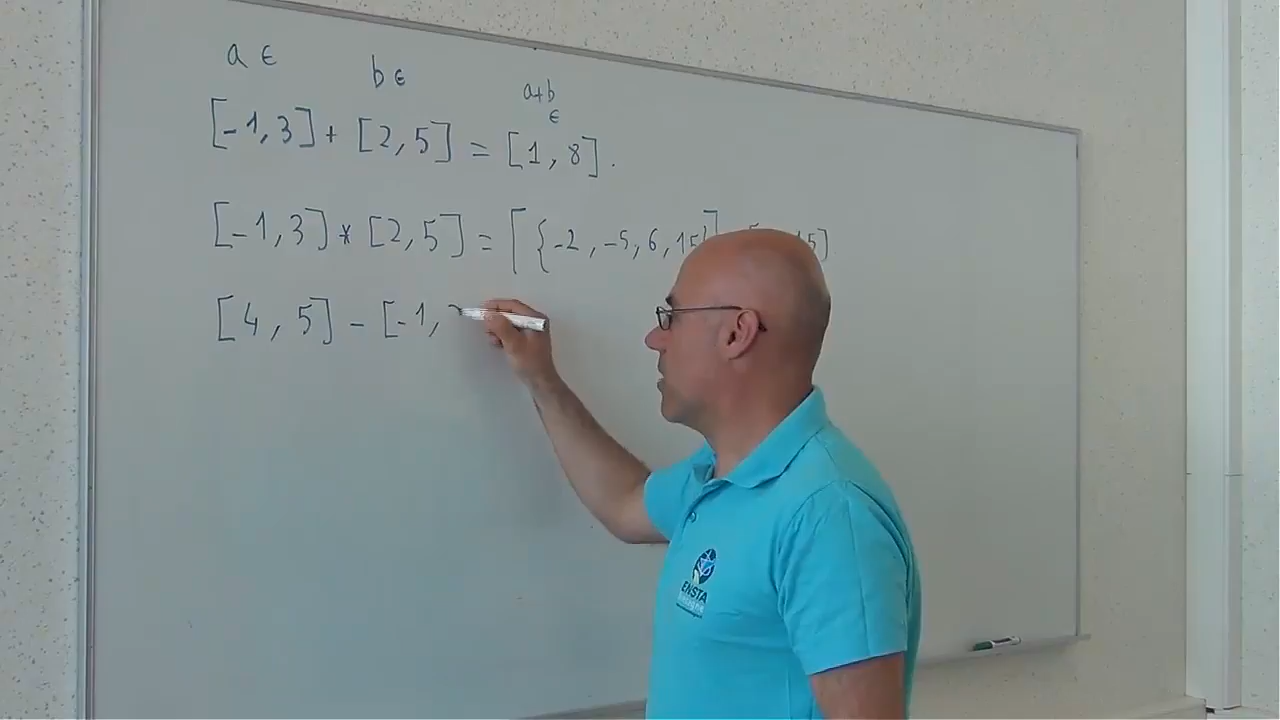 a ∈ b ∈ a+b ∈
[-1,3] + [2,5] = [1,8].
[-1,3] * [2,5] = [{-2,-5,6,15}]
[4,5] - [-1,
ENSTA